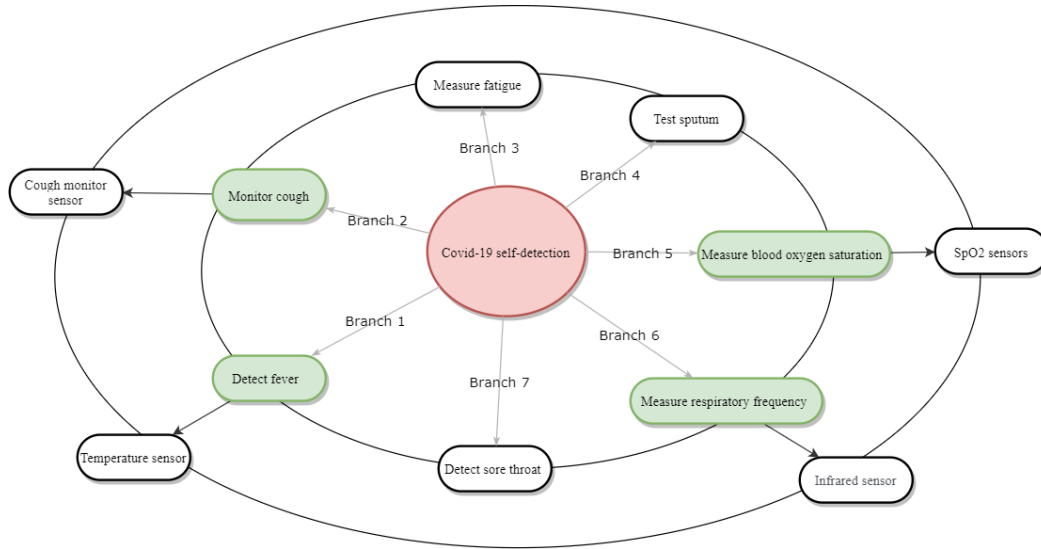 Measure fatigue
Test sputum
Branch 3
Branch 4
Cough monitor
sensor
Monitor cough
Branch 2
Covid-19 self-detection
Branch 5
Measure blood oxygen saturation
SpO2 sensors
Branch 1
Branch 6
Detect fever
Branch 7
Measure respiratory frequency
Temperature sensor
Detect sore throat
Infrared sensor